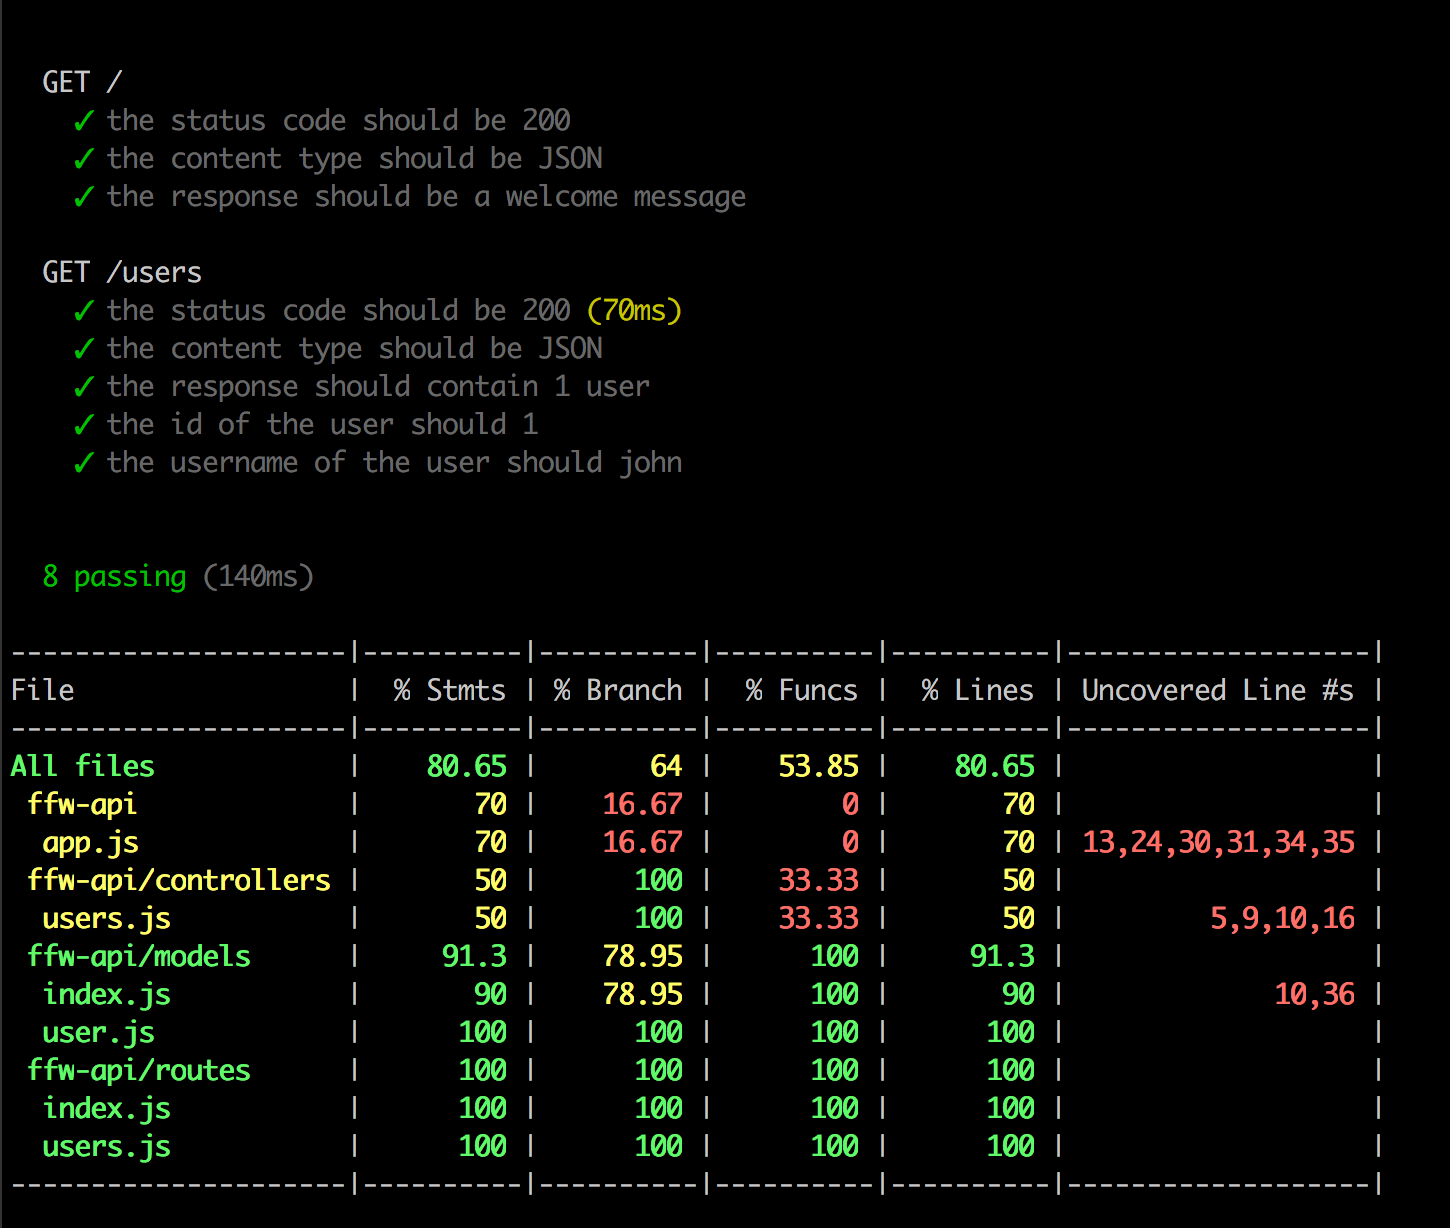 GET /
✓ the status code should be 200
✓ the content type should be JSON
✓ the response should be a welcome message
GET /users
✓ the status code should be 200 (70ms)
✓ the content type should be JSON
✓ the response should contain 1 user
✓ the id of the user should 1
✓ the username of the user should john
8 passing (140ms)
---------------------|----------|----------|----------|----------|-------------------|
File                 |  % Stmts | % Branch |  % Funcs |  % Lines | Uncovered Line #s |
---------------------|----------|----------|----------|----------|-------------------|
All files            |    80.65 |       64 |    53.85 |    80.65 |                   |
 ffw-api             |       70 |    16.67 |        0 |       70 |                   |
  app.js             |       70 |    16.67 |        0 |       70 | 13,24,30,31,34,35 |
 ffw-api/controllers |       50 |      100 |    33.33 |       50 |                   |
  users.js           |       50 |      100 |    33.33 |       50 |         5,9,10,16 |
 ffw-api/models      |     91.3 |    78.95 |      100 |     91.3 |                   |
  index.js           |       90 |    78.95 |      100 |       90 |             10,36 |
  user.js            |      100 |      100 |      100 |      100 |                   |
 ffw-api/routes      |      100 |      100 |      100 |      100 |                   |
  index.js           |      100 |      100 |      100 |      100 |                   |
  users.js           |      100 |      100 |      100 |      100 |                   |
---------------------|----------|----------|----------|----------|-------------------|